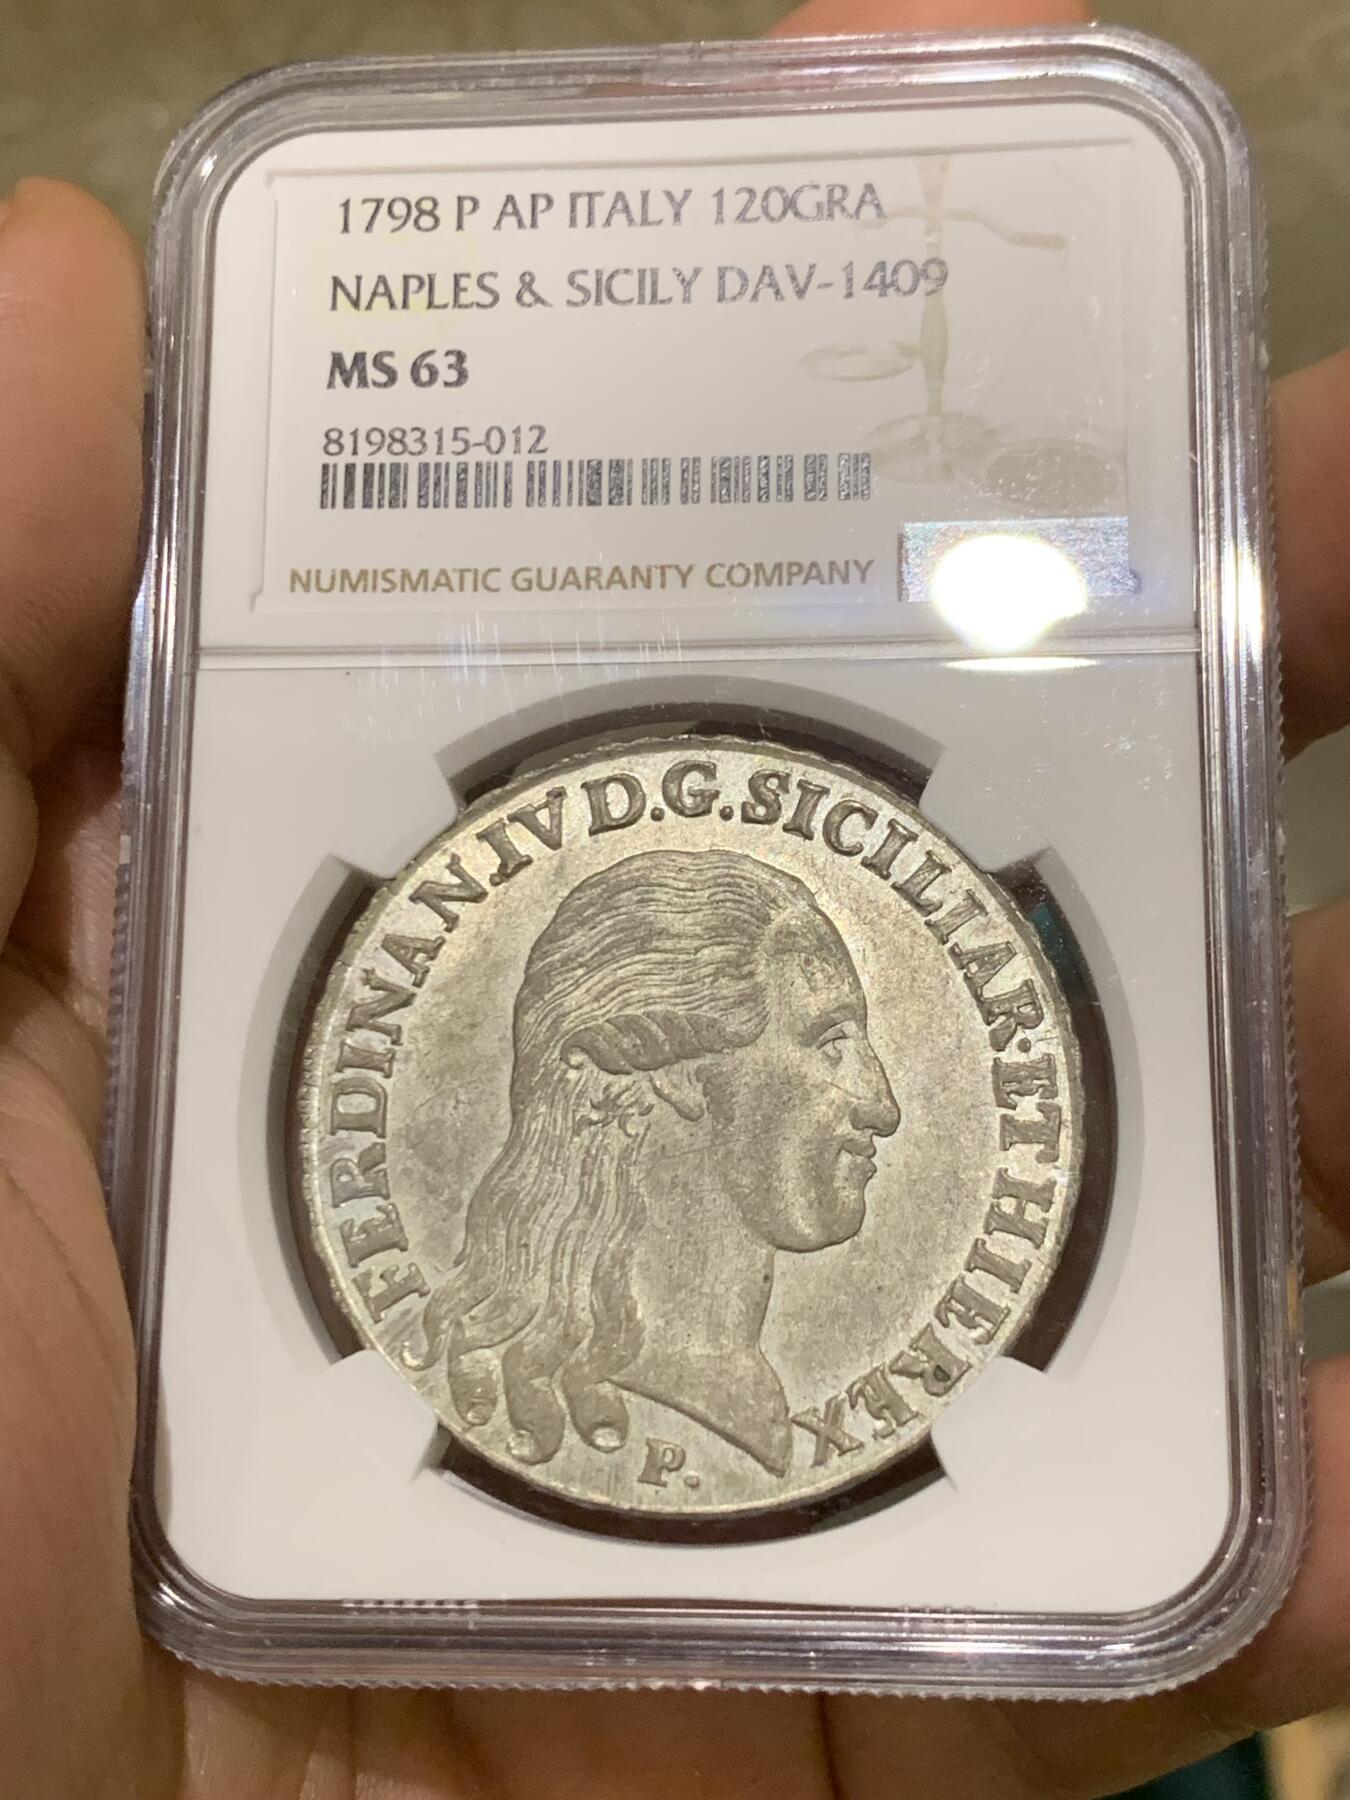 1798 P AP ITALY 120GRA
NAPLES & SICILY DAV-1409
MS 63
8198315-012
NUMISMATIC GUARANTY COMPANY
FERDINAN.IV D.G.SICILIAR.ET HIE REX
P.